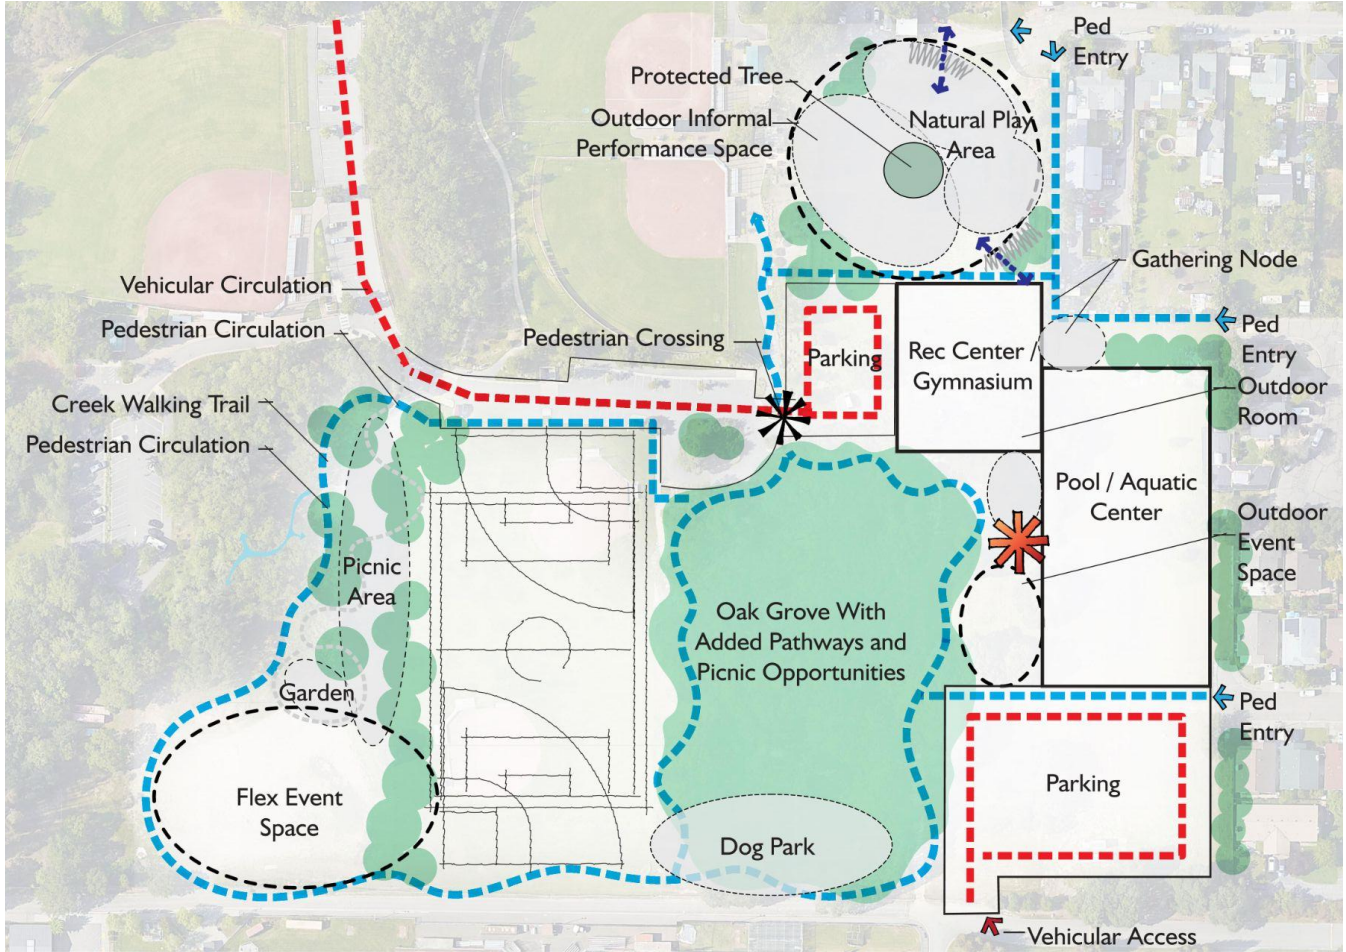 Ped
Entry
Protected Tree
Outdoor Informal
Performance Space
Natural Play
Area
Gathering Node
Vehicular Circulation
Pedestrian Circulation
Pedestrian Crossing
Parking
Rec Center /
Gymnasium
Ped
Entry
Outdoor
Room
Creek Walking Trail
Pedestrian Circulation
Pool / Aquatic
Center
Outdoor
Event
Space
Picnic
Area
Oak Grove With
Added Pathways and
Picnic Opportunities
Garden
Ped
Entry
Flex Event
Space
Parking
Dog Park
Vehicular Access